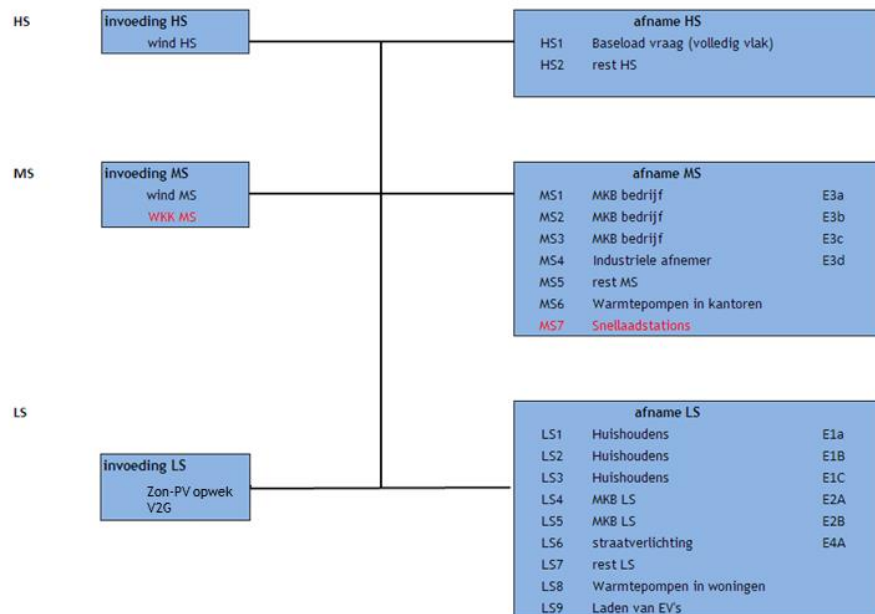 HS
invoeding HS
wind HS
afname HS
HS1 Baseload vraag (volledig vlak)
HS2 rest HS
MS
invoeding MS
wind MS
WKK MS
afname MS
MS1 MKB bedrijf E3a
MS2 MKB bedrijf E3b
MS3 MKB bedrijf E3c
MS4 Industriele afnemer E3d
MS5 rest MS
MS6 Warmtepompen in kantoren
MS7 Snellaadstations
LS
invoeding LS
Zon-PV opwek
V2G
afname LS
LS1 Huishoudens E1a
LS2 Huishoudens E1B
LS3 Huishoudens E1C
LS4 MKB LS E2A
LS5 MKB LS E2B
LS6 straatverlichting E4A
LS7 rest LS
LS8 Warmtepompen in woningen
LS9 Laden van EV's